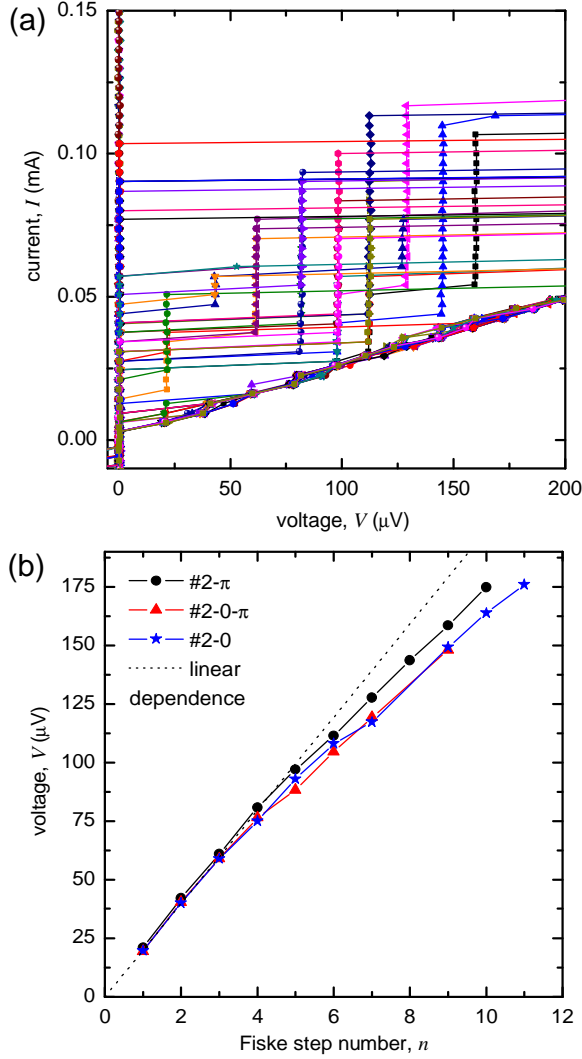 (a)
0.15
0.10
0.05
0.00
current, I (mA)
0 50 100 150 200
voltage, V (μV)
(b)
175
150
125
100
75
50
25
0
voltage, V (μV)
#2-π
#2-0-π
#2-0
linear
dependence
0 2 4 6 8 10 12
Fiske step number, n